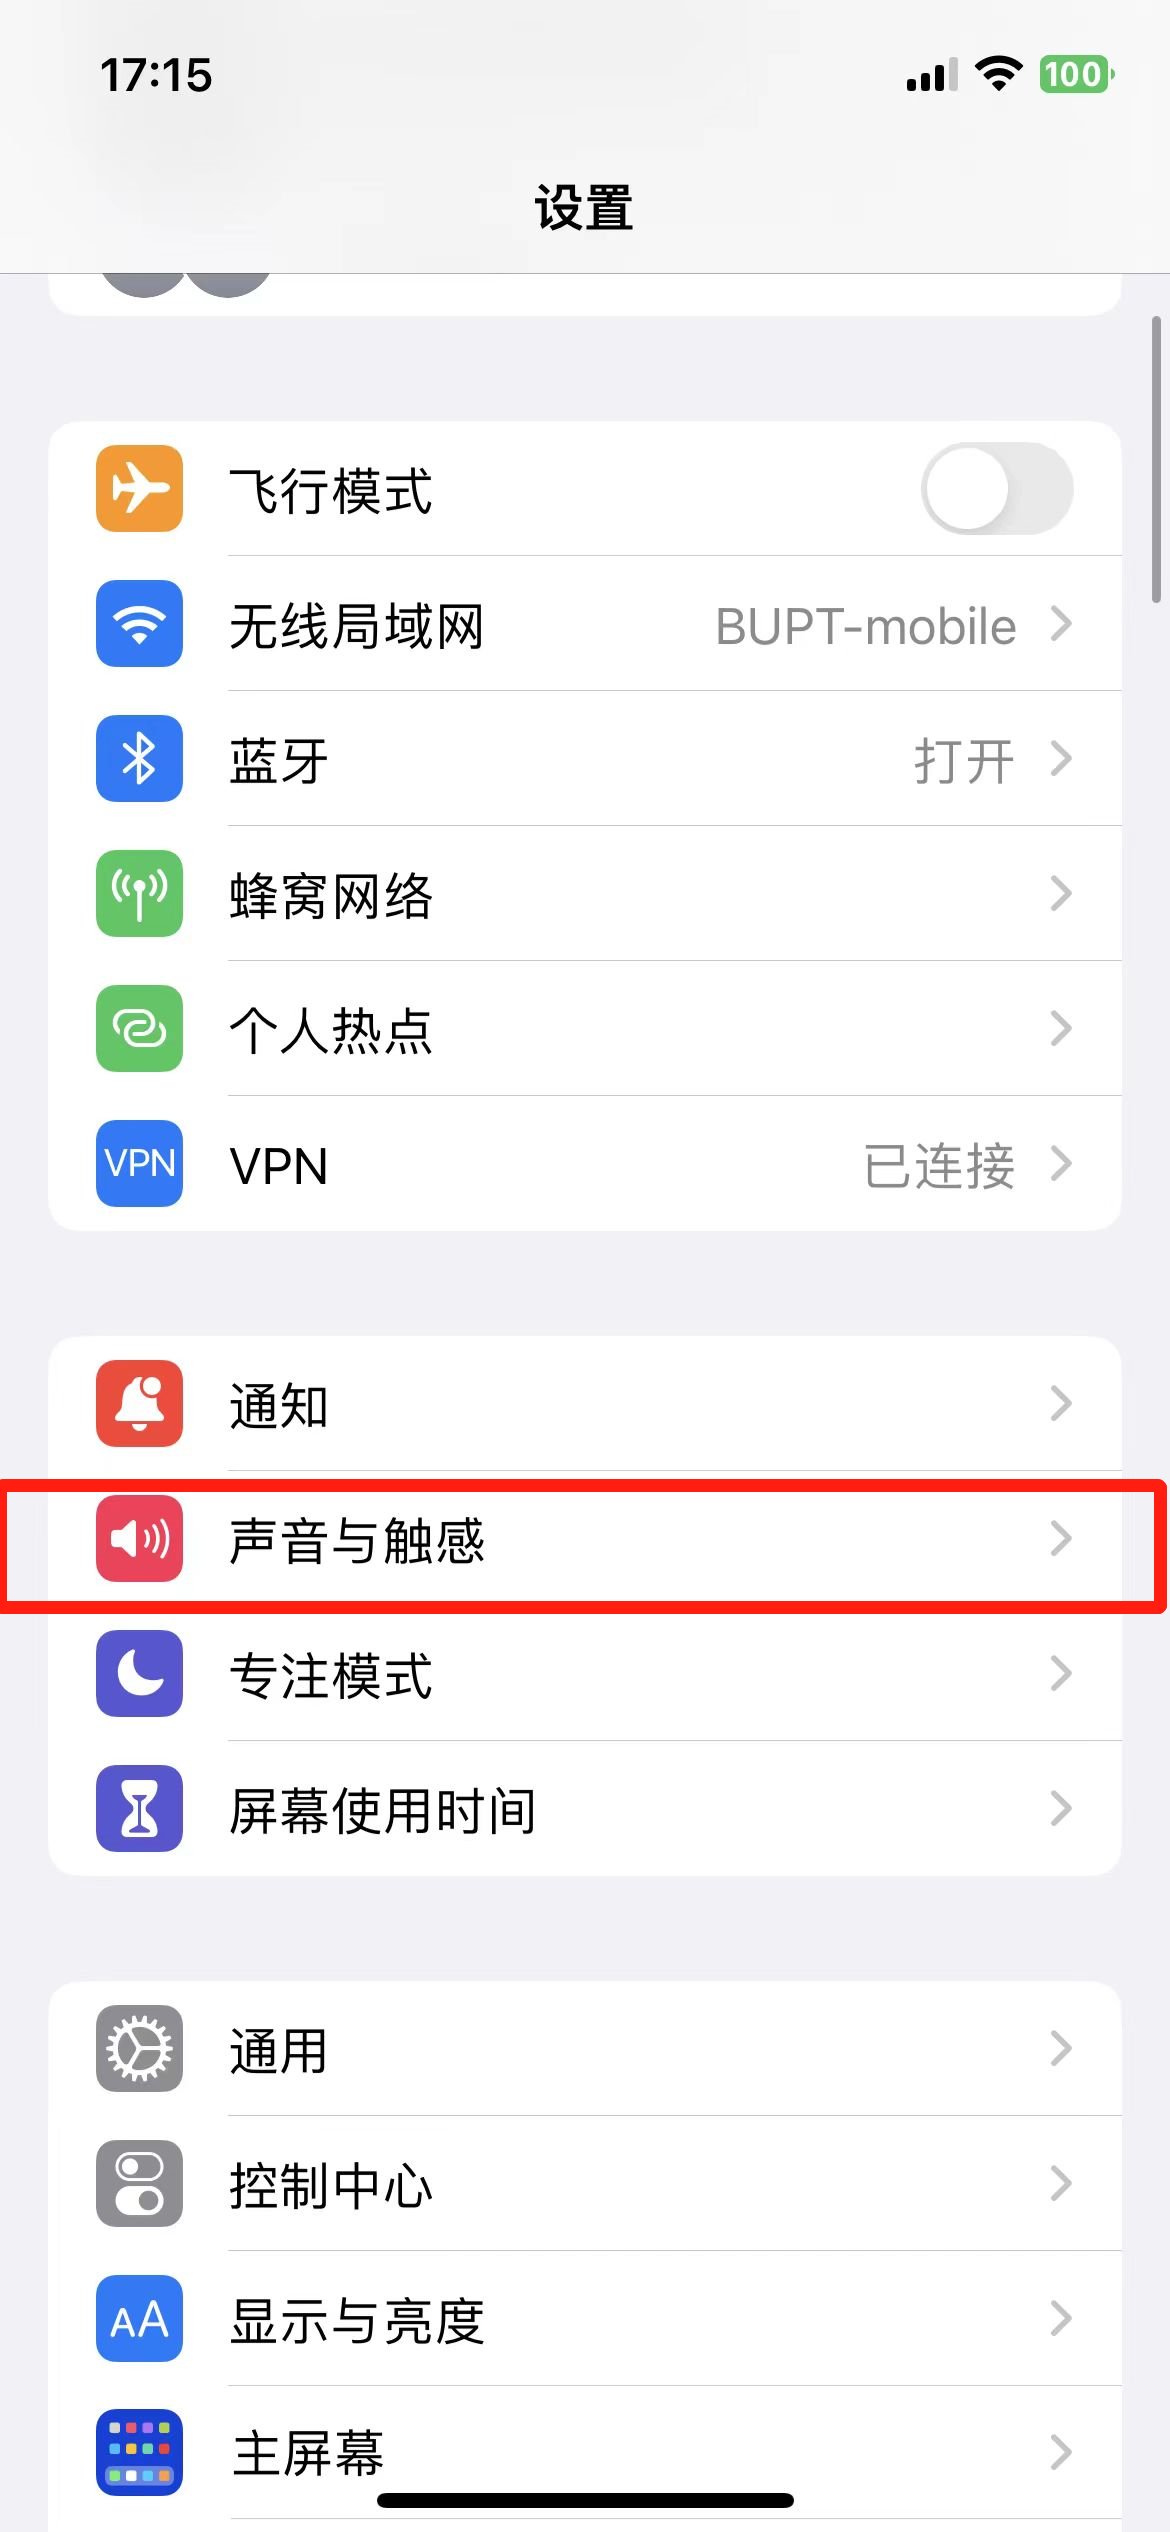 17:15
100
设置
飞行模式
无线局域网 BUPT-mobile
蓝牙 打开
蜂窝网络
个人热点
VPN VPN 已连接
通知
声音与触感
专注模式
屏幕使用时间
通用
控制中心
AA 显示与亮度
主屏幕